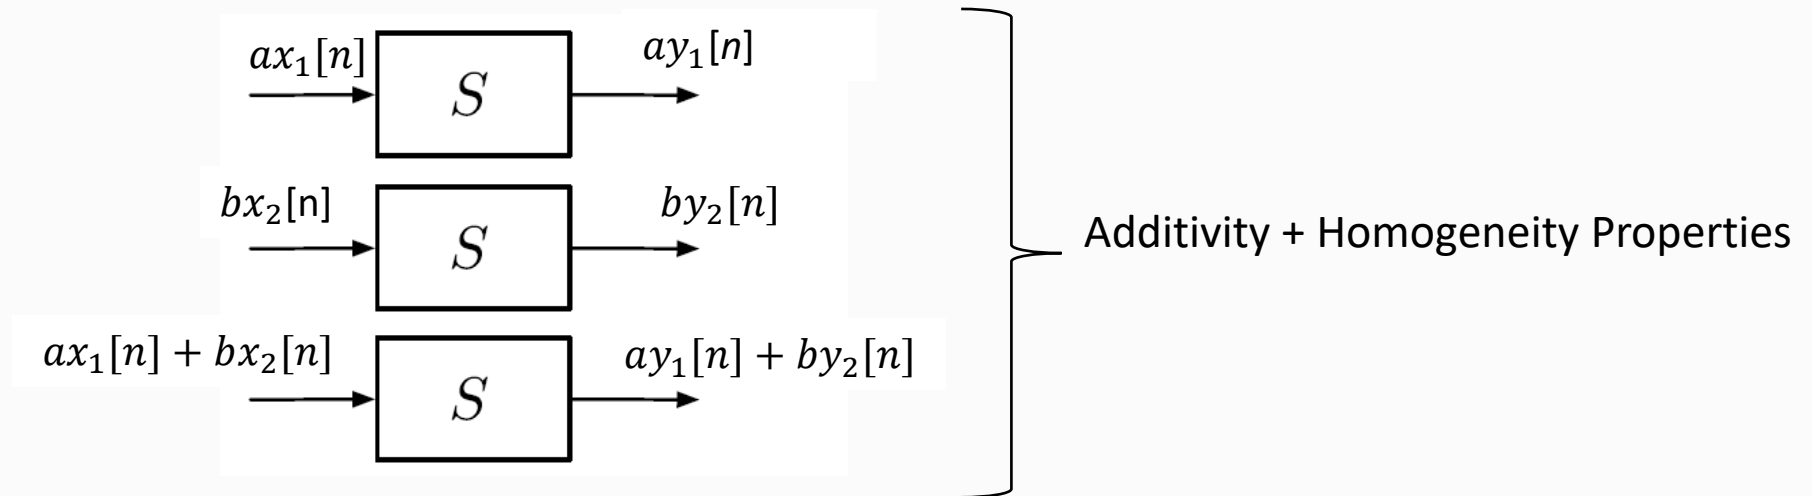 ax₁[n] ay₁[n]
S
bx₂[n] by₂[n]
S
Additivity + Homogeneity Properties
ax₁[n] + bx₂[n] ay₁[n] + by₂[n]
S